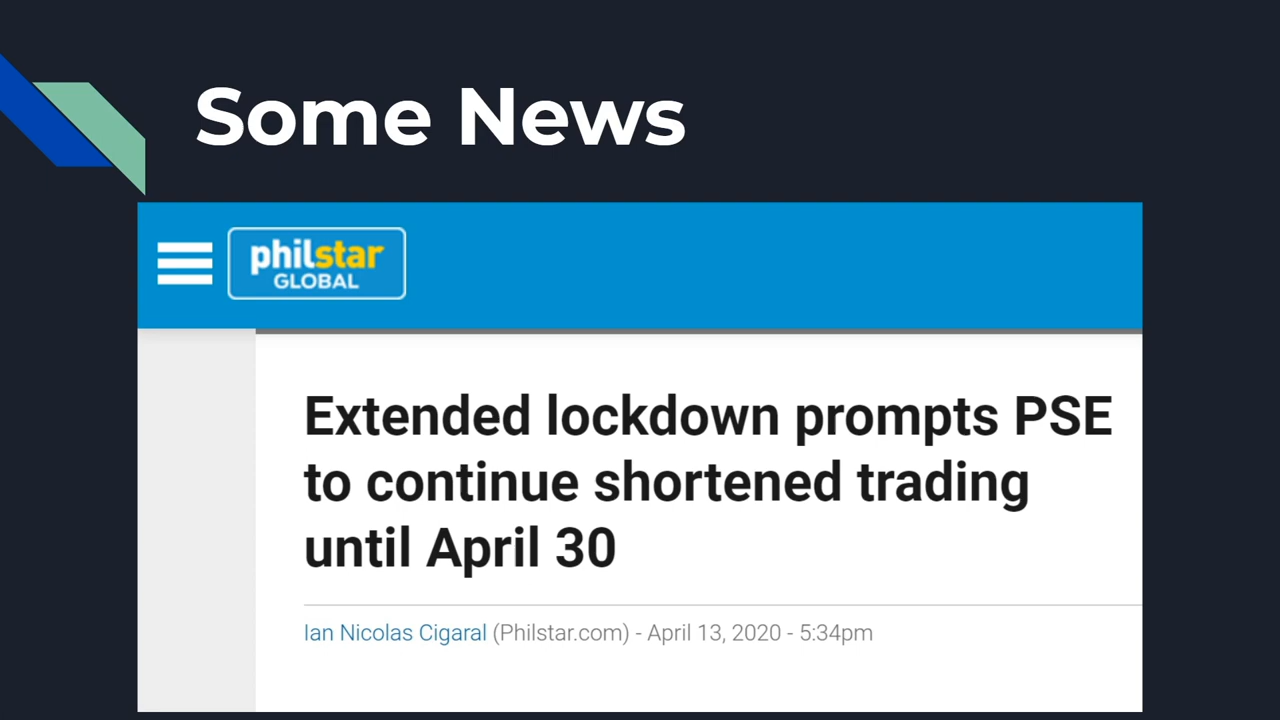 Some News
philstar
GLOBAL
Extended lockdown prompts PSE
to continue shortened trading
until April 30
Ian Nicolas Cigaral (Philstar.com) - April 13, 2020 - 5:34pm